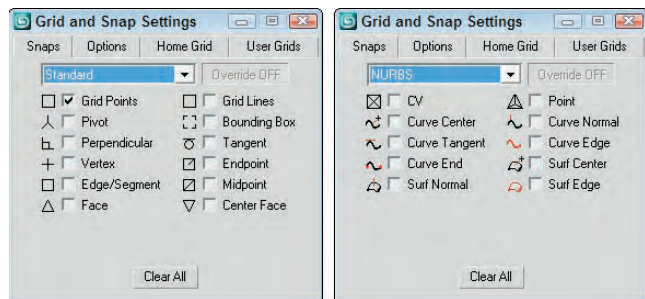 Grid and Snap Settings
Snaps Options Home Grid User Grids
Standard Override OFF
Grid Points Grid Lines
Pivot Bounding Box
Perpendicular Tangent
Vertex Endpoint
Edge/Segment Midpoint
Face Center Face
Clear All
Grid and Snap Settings
Snaps Options Home Grid User Grids
NURBS Override OFF
CV Point
Curve Center Curve Normal
Curve Tangent Curve Edge
Curve End Surf Center
Surf Normal Surf Edge
Clear All